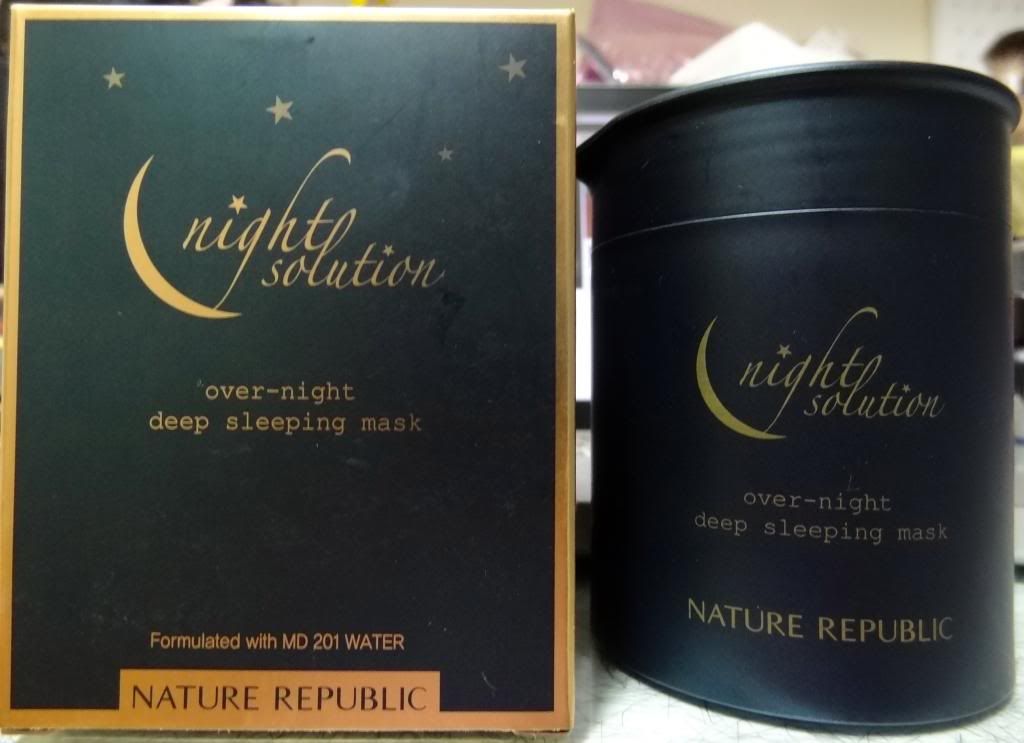 night
solution
over-night
deep sleeping mask
Formulated with MD 201 WATER
NATURE REPUBLIC
night
solution
over-night
deep sleeping mask
NATURE REPUBLIC